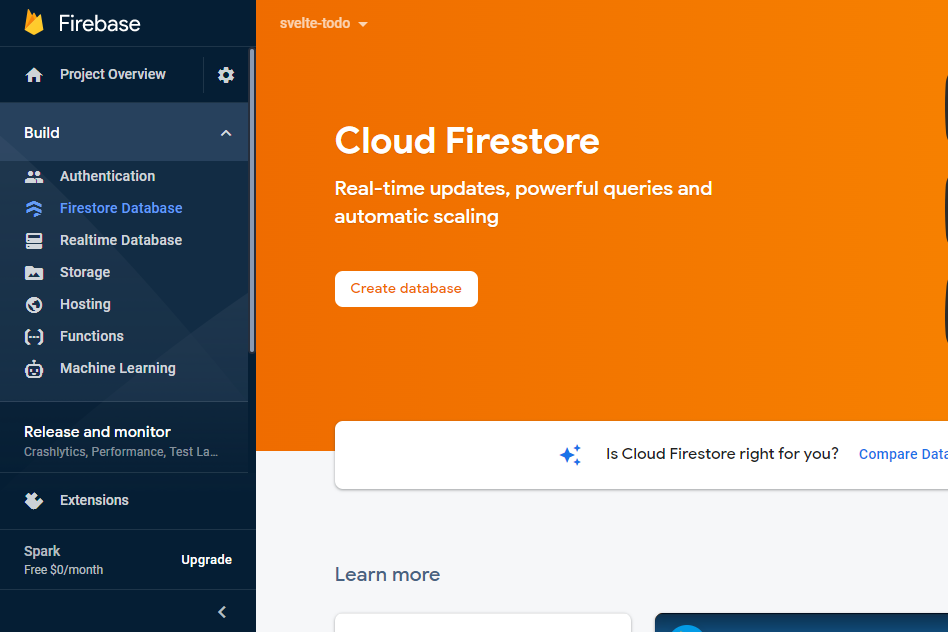 Firebase
Project Overview
Build
Authentication
Firestore Database
Realtime Database
Storage
Hosting
Functions
Machine Learning
Release and monitor
Crashlytics, Performance, Test La...
Extensions
Spark
Free $0/month
Upgrade
svelte-todo
Cloud Firestore
Real-time updates, powerful queries and
automatic scaling
Create database
Is Cloud Firestore right for you? Compare Data
Learn more